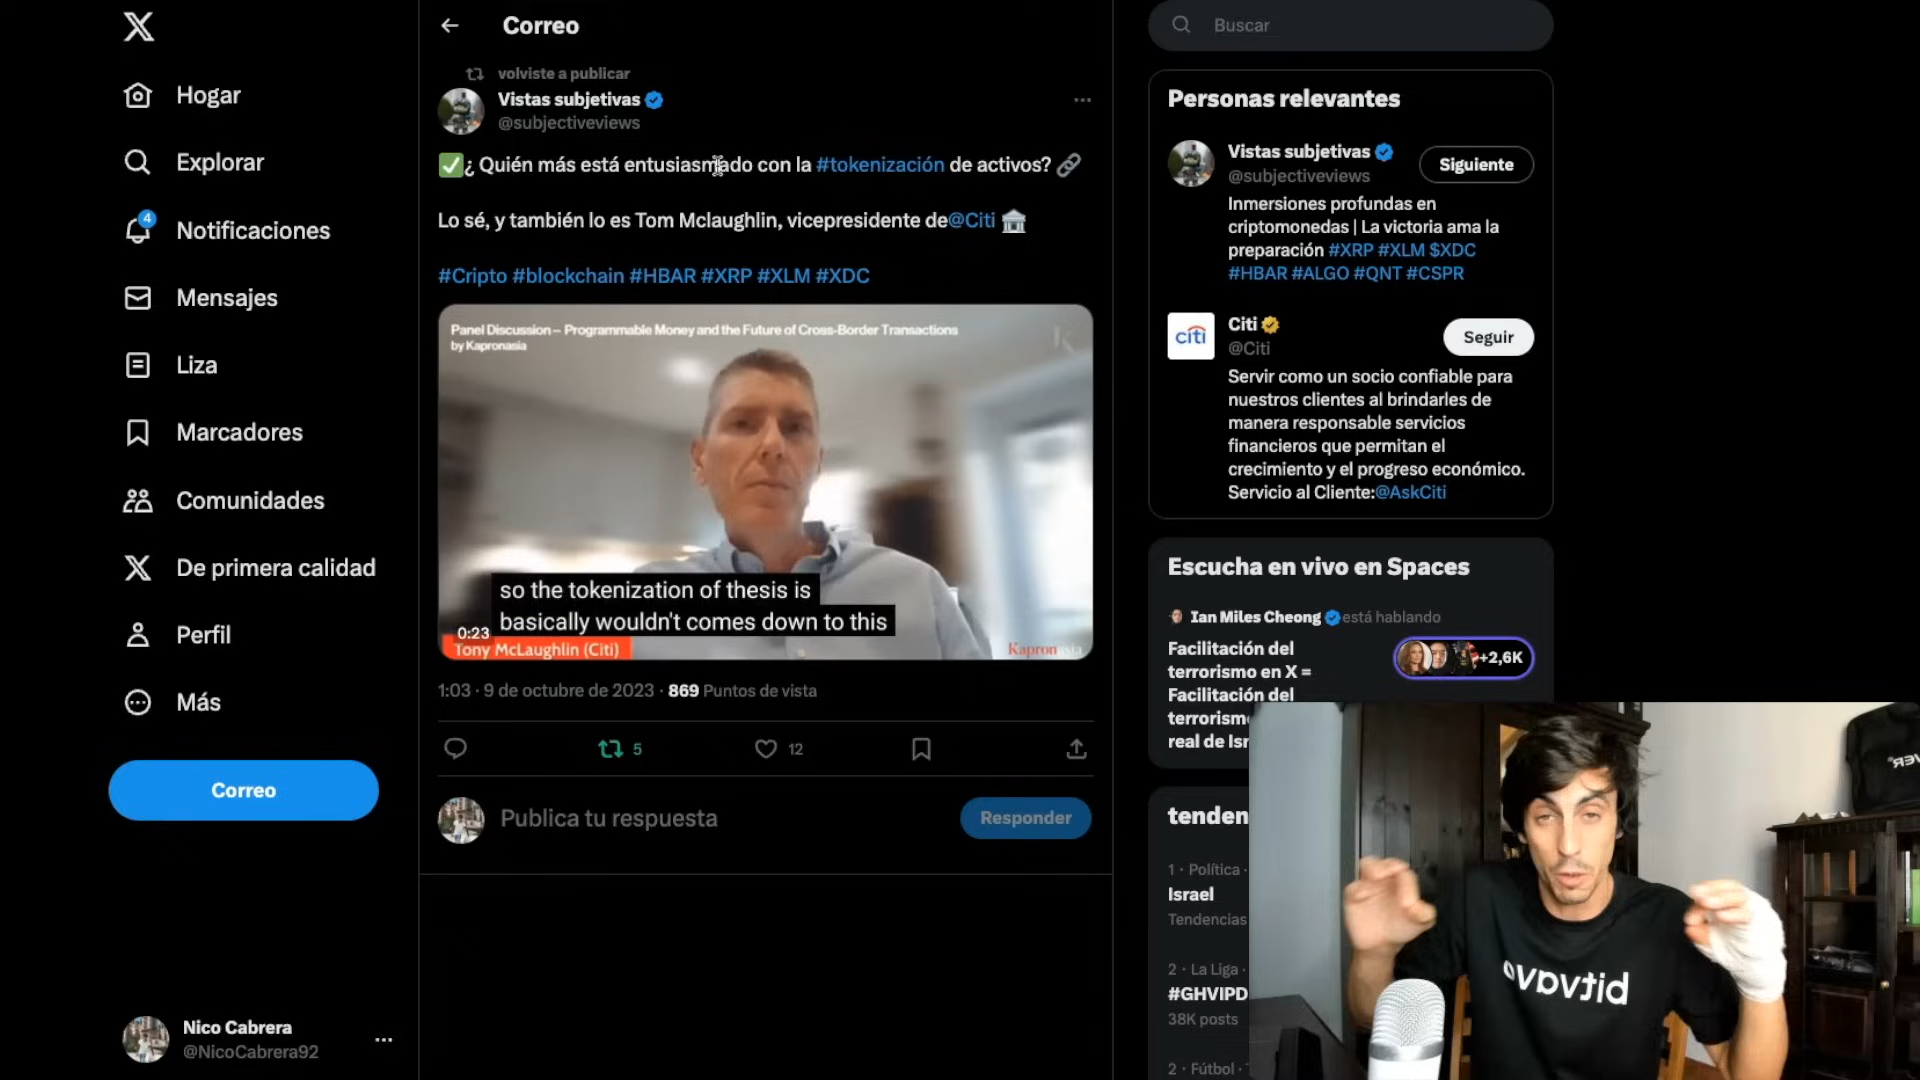 Hogar
Explorar
4
Notificaciones
Mensajes
Liza
Marcadores
Comunidades
De primera calidad
Perfil
Más
Correo
Nico Cabrera
@NicoCabrera92
Correo
volviste a publicar
Vistas subjetivas
@subjectiveviews
¿ Quién más está entusiasmado con la #tokenización de activos?
Lo sé, y también lo es Tom Mclaughlin, vicepresidente de@Citi
#Cripto #blockchain #HBAR #XRP #XLM #XDC
Panel Discussion – Programmable Money and the Future of Cross-Border Transactions
by Kapronasia
so the tokenization of thesis is
basically wouldn't comes down to this
0:23
Tony McLaughlin (Citi)
Kapronasia
1:03 · 9 de octubre de 2023 · 869 Puntos de vista
5
12
Publica tu respuesta
Responder
Buscar
Personas relevantes
Vistas subjetivas
@subjectiveviews
Siguiente
Inmersiones profundas en
criptomonedas | La victoria ama la
preparación #XRP #XLM $XDC
#HBAR #ALGO #QNT #CSPR
citi
Citi
@Citi
Seguir
Servir como un socio confiable para
nuestros clientes al brindarles de
manera responsable servicios
financieros que permitan el
crecimiento y el progreso económico.
Servicio al Cliente:@AskCiti
Escucha en vivo en Spaces
Ian Miles Cheong está hablando
Facilitación del
terrorismo en X =
Facilitación del
terrorismo
real de Isr
+2,6K
tenden
1 · Política ·
Israel
Tendencias
2 · La Liga ·
#GHVIPD
38K posts
2 · Fútbol ·